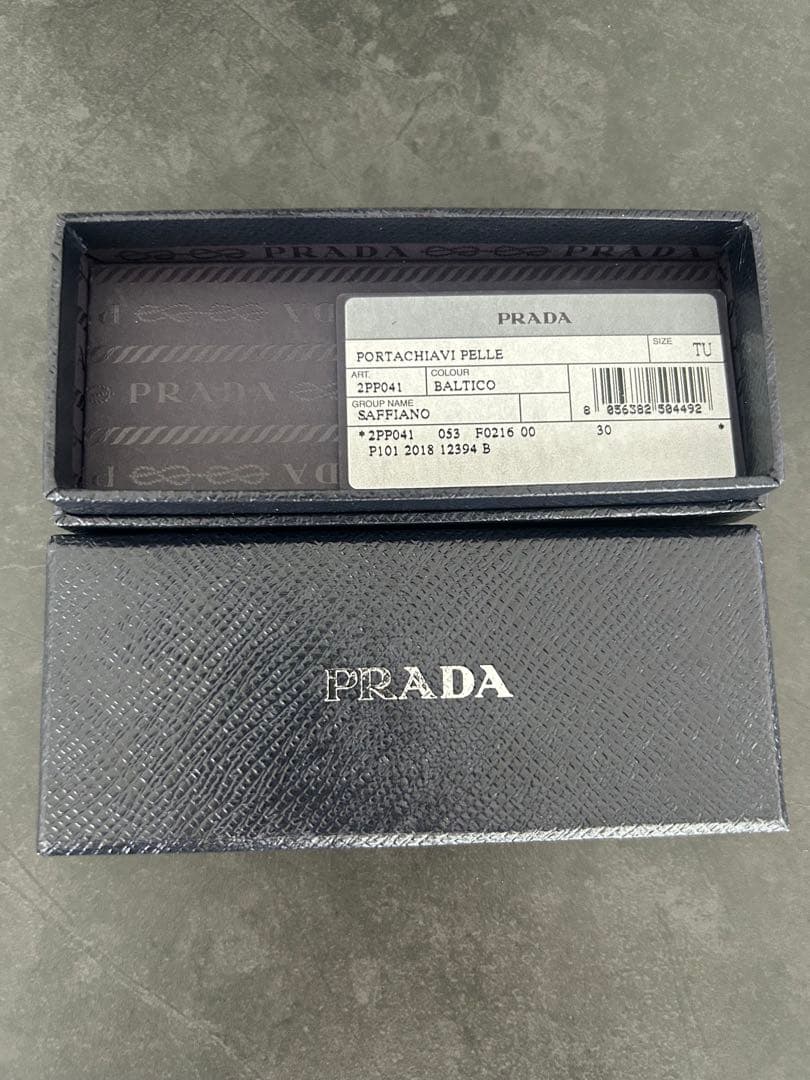 PRADA PRADA
PRADA
PORTACHIAVI PELLE
SIZE TU
ART. 2PP041
COLOUR BALTICO
GROUP NAME
SAFFIANO
8 056382 504492
*2PP041 053 F0216 00 30 *
P101 2018 12394 B
PRADA
PRADA